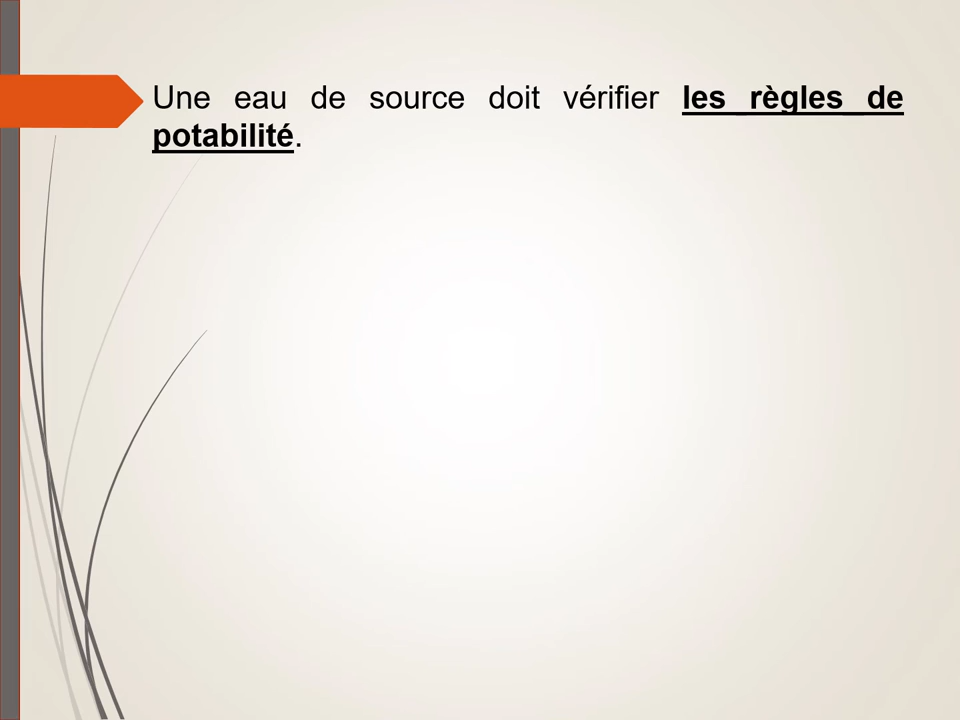 Une eau de source doit vérifier les règles de
potabilité.